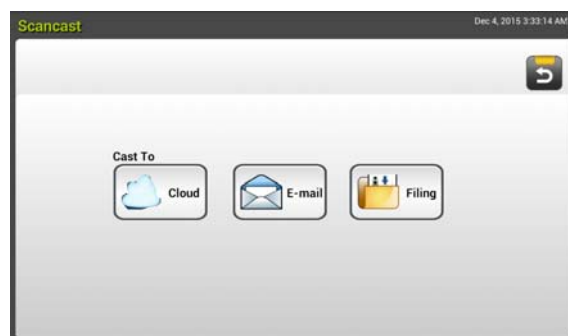 Scancast
Dec 4, 2015 3:33:14 AM
Cast To
Cloud
E-mail
Filing